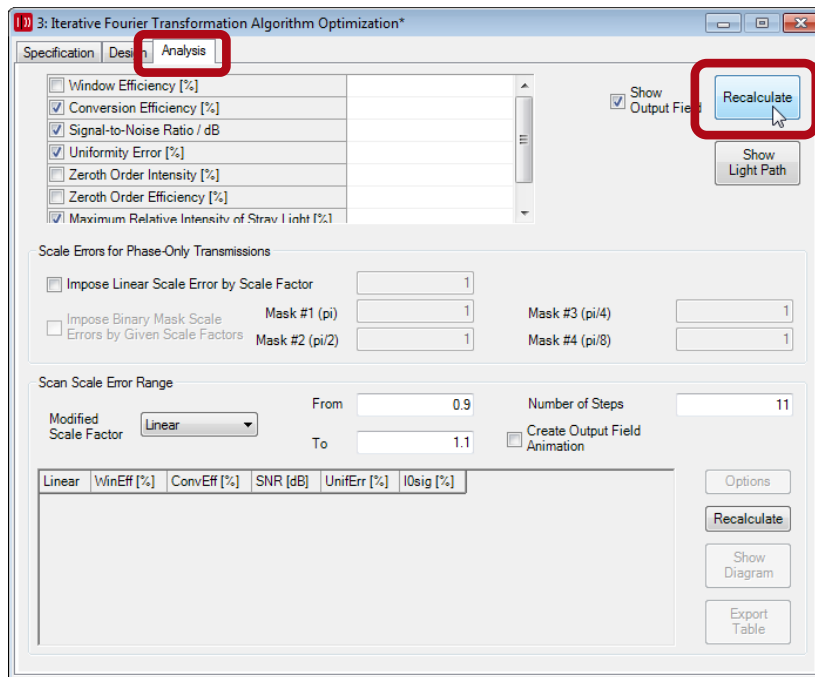 3: Iterative Fourier Transformation Algorithm Optimization*
Specification Design Analysis
Window Efficiency [%]
Conversion Efficiency [%]
Signal-to-Noise Ratio / dB
Uniformity Error [%]
Zeroth Order Intensity [%]
Zeroth Order Efficiency [%]
Maximum Relative Intensity of Stray Light [%]
Show
Output Field
Recalculate
Show
Light Path
Scale Errors for Phase-Only Transmissions
Impose Linear Scale Error by Scale Factor 1
Impose Binary Mask Scale
Errors by Given Scale Factors
Mask #1 (pi) 1 Mask #3 (pi/4) 1
Mask #2 (pi/2) 1 Mask #4 (pi/8) 1
Scan Scale Error Range
Modified
Scale Factor
Linear
From 0.9 Number of Steps 11
To 1.1
Create Output Field
Animation
Linear WinEff [%] ConvEff [%] SNR [dB] UnifErr [%] I0sig [%]
Options
Recalculate
Show
Diagram
Export
Table